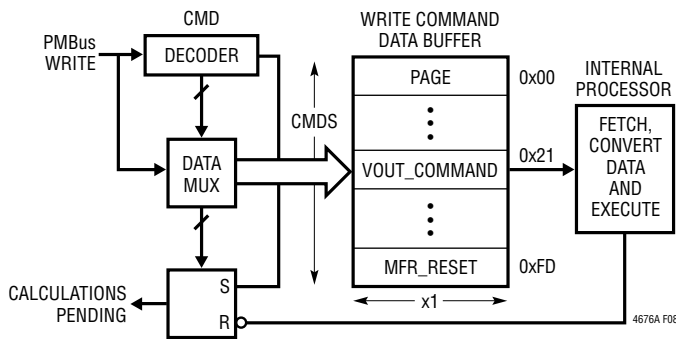 CMD
PMBus
WRITE
DECODER
DATA
MUX
S
R
CALCULATIONS
PENDING
CMDS
WRITE COMMAND
DATA BUFFER
PAGE
0x00
VOUT_COMMAND
0x21
MFR_RESET
0xFD
x1
INTERNAL
PROCESSOR
FETCH,
CONVERT
DATA
AND
EXECUTE
4676A F08